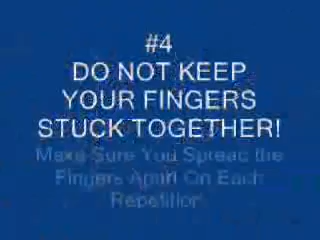 #4
DO NOT KEEP
YOUR FINGERS
STUCK TOGETHER!
Make Sure You Spread the
Fingers Apart On Each
Repetition